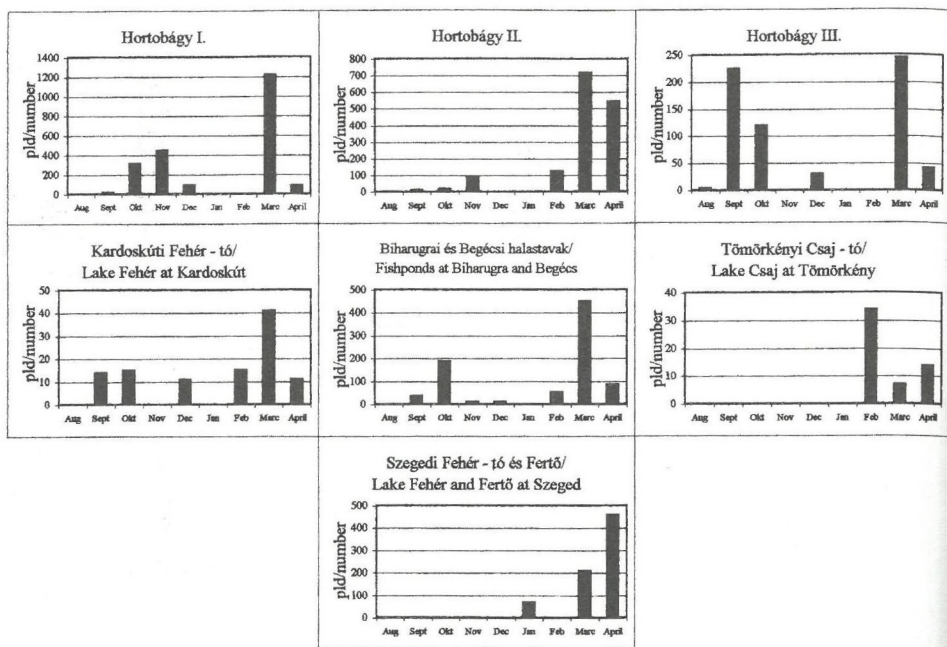 Hortobágy I.
1400
1200
1000
800
600
400
200
0
pld/number
Aug Sept Okt Nov Dec Jan Feb Marc April
Hortobágy II.
800
700
600
500
400
300
200
100
0
pld/number
Aug Sept Okt Nov Dec Jan Feb Marc April
Hortobágy III.
250
200
150
100
50
0
pld/number
Aug Sept Okt Nov Dec Jan Feb Marc April
Kardoskúti Fehér - tó/
Lake Fehér at Kardoskút
50
40
30
20
10
0
pld/number
Aug Sept Okt Nov Dec Jan Feb Marc April
Biharugrai és Begécsi halastavak/
Fishponds at Biharugra and Begécs
500
400
300
200
100
0
pld/number
Aug Sept Okt Nov Dec Jan Feb Marc April
Tömörkényi Csaj - tó/
Lake Csaj at Tömörkény
40
30
20
10
0
pld/number
Aug Sept Okt Nov Dec Jan Feb Marc April
Szegedi Fehér - tó és Fertõ/
Lake Fehér and Fertõ at Szeged
500
400
300
200
100
0
pld/number
Aug Sept Okt Nov Dec Jan Feb Marc April